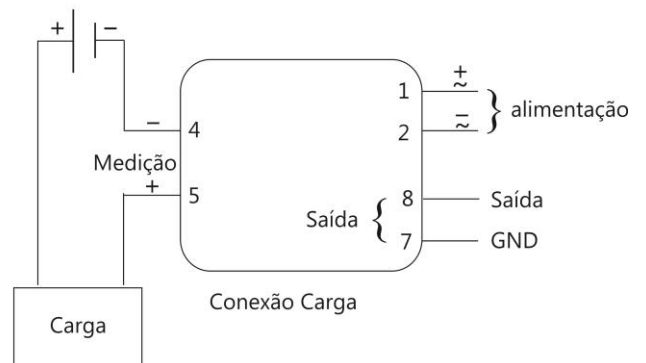 + −
1 + ~
− 4
2 − ~
} alimentação
Medição
+ 5
Saída { 8 Saída
7 GND
Conexão Carga
Carga